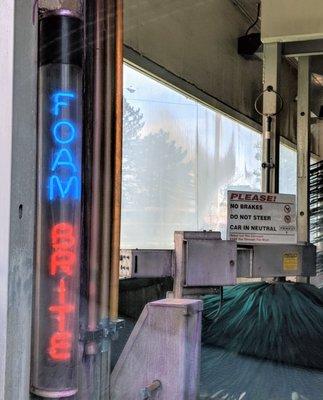 FOAM BRITE
PLEASE!
NO BRAKES
DO NOT STEER
CAR IN NEUTRAL